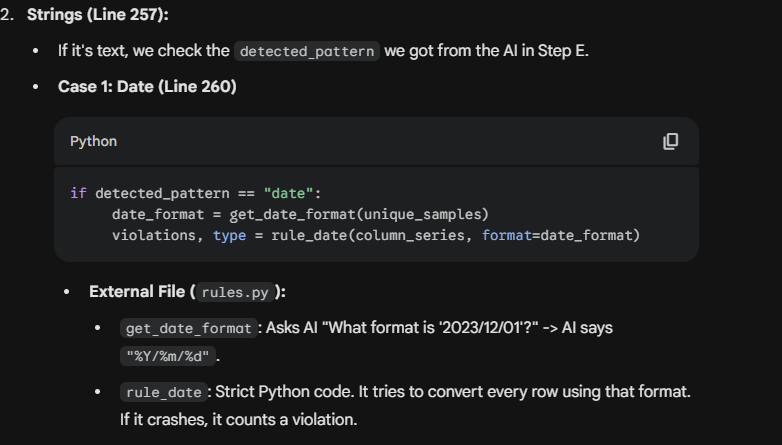 2. Strings (Line 257):
• If it's text, we check the detected_pattern we got from the AI in Step E.
• Case 1: Date (Line 260)
Python
if detected_pattern == "date":
     date_format = get_date_format(unique_samples)
     violations, type = rule_date(column_series, format=date_format)
• External File (rules.py):
• get_date_format: Asks AI "What format is '2023/12/01'?" -> AI says
"%Y/%m/%d".
• rule_date: Strict Python code. It tries to convert every row using that format.
If it crashes, it counts a violation.